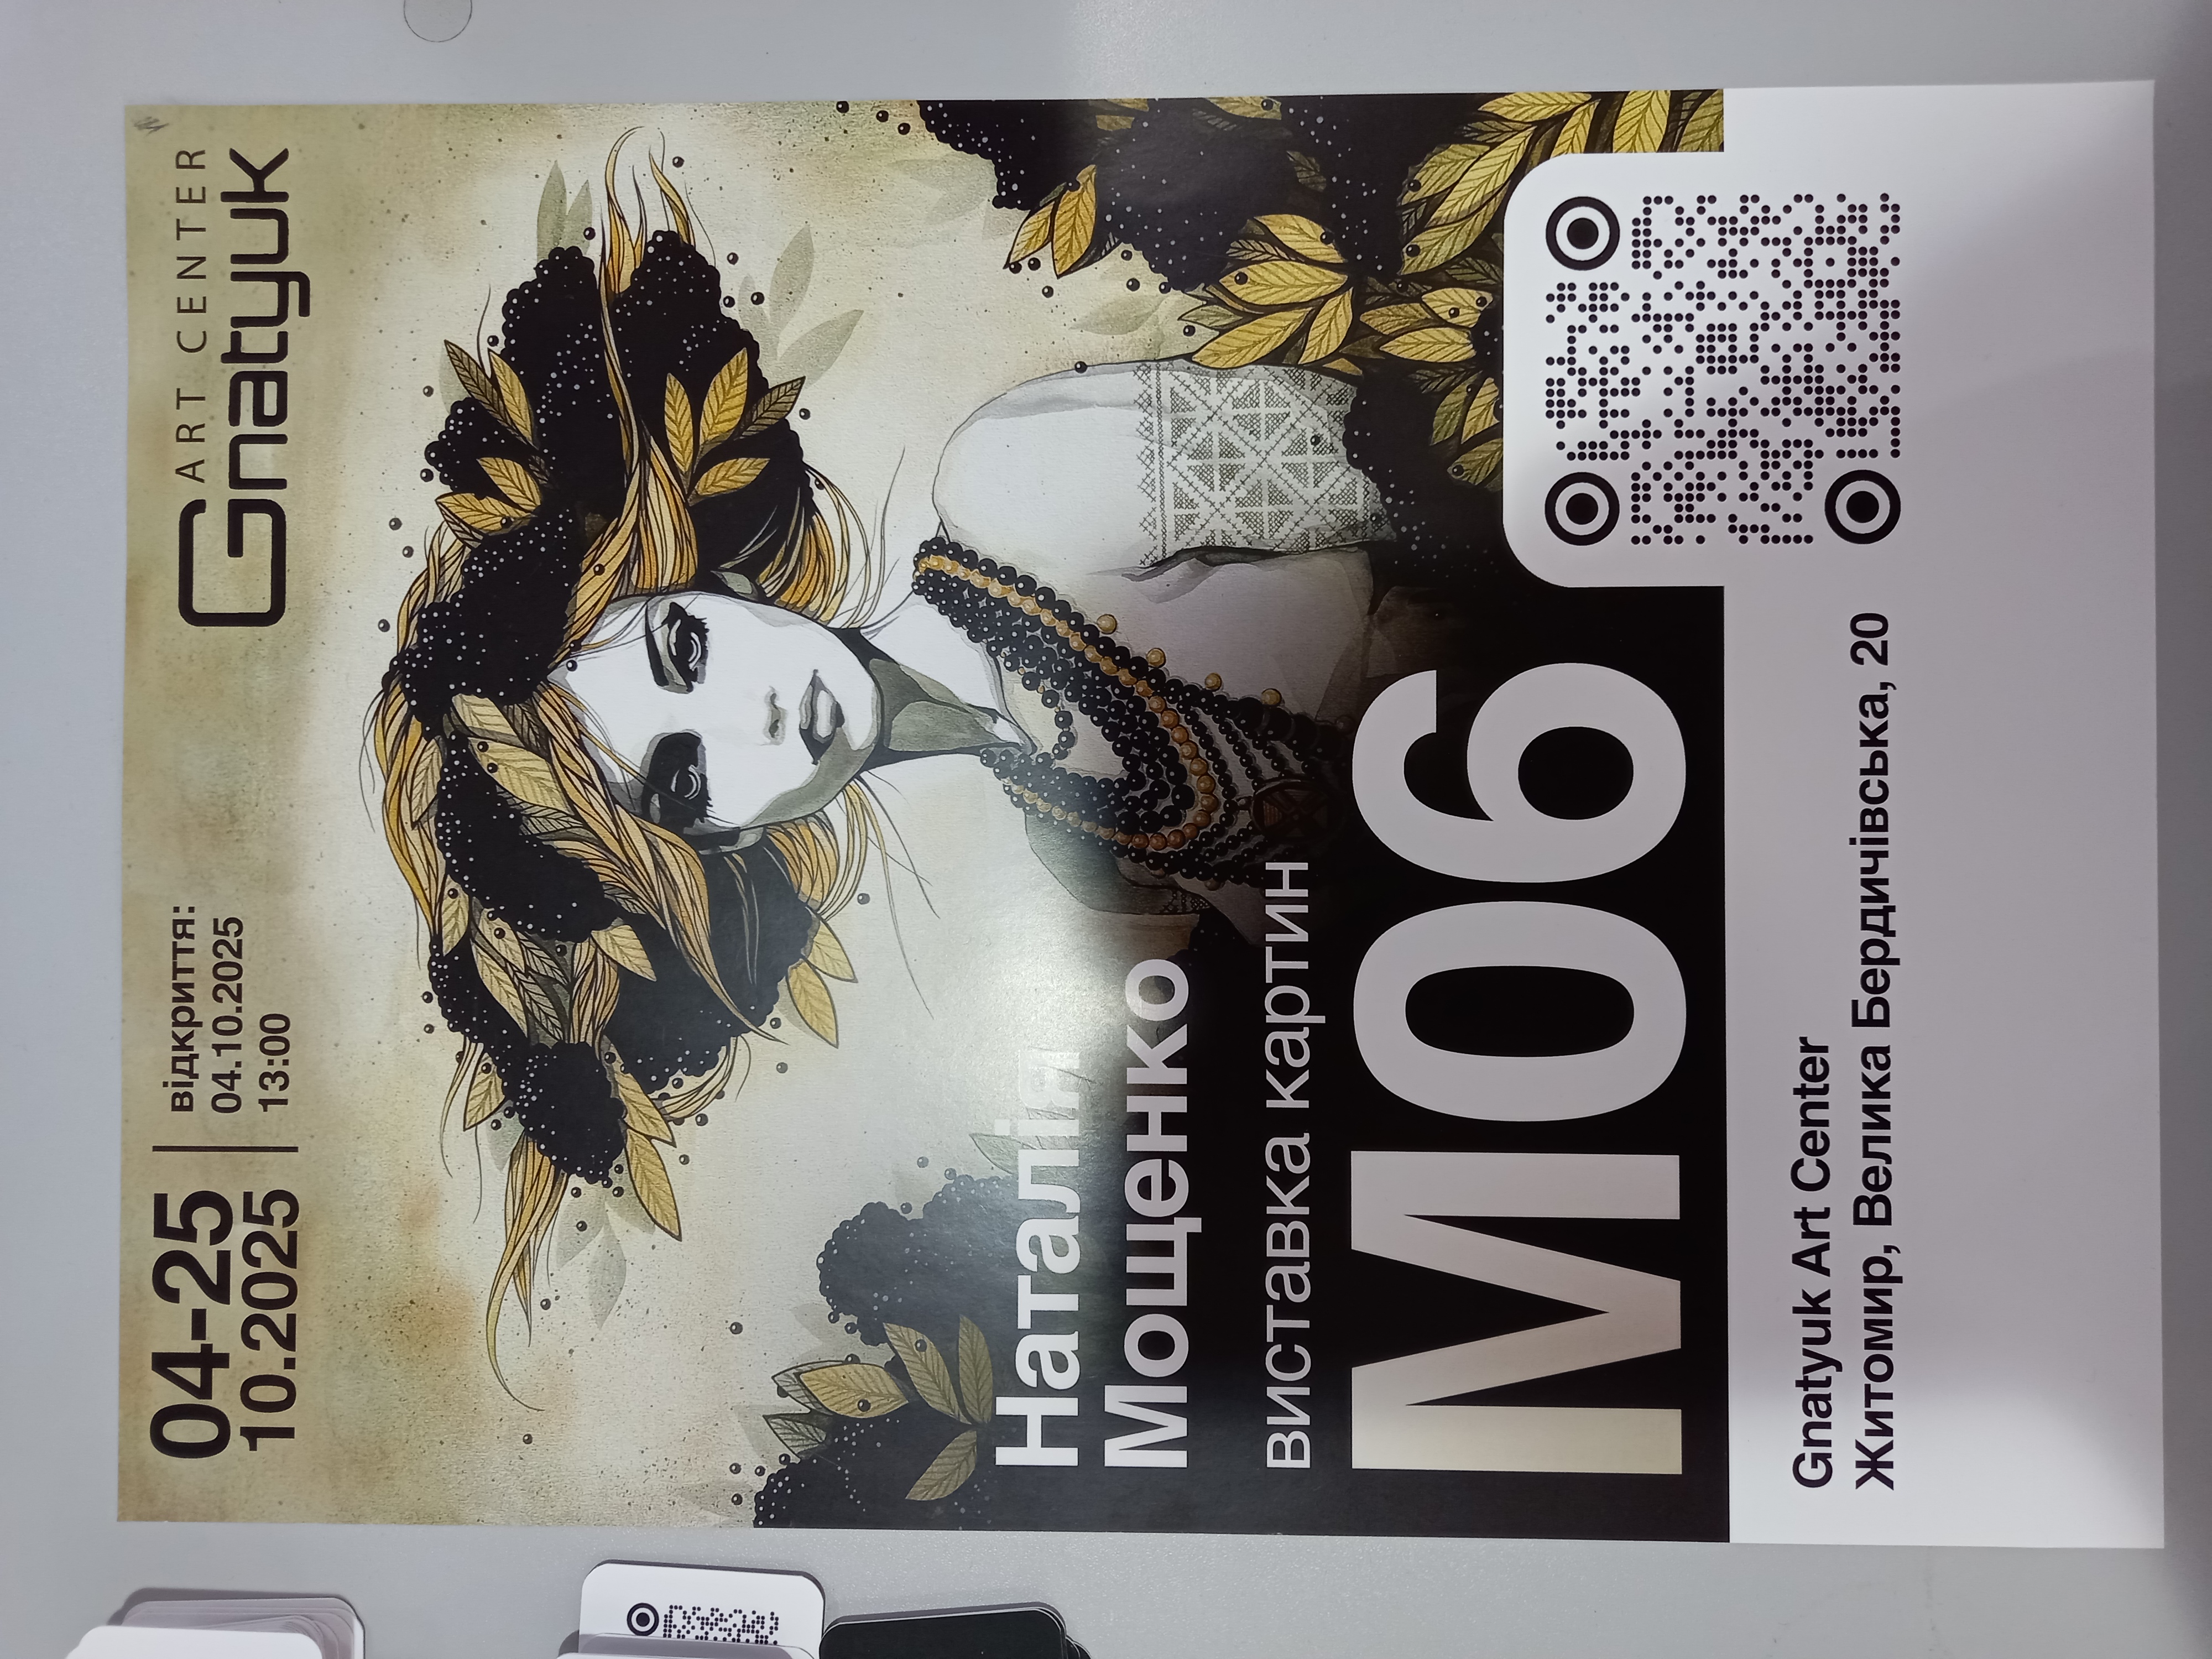 04-25
10.2025
відкриття:
04.10.2025
13:00
ART CENTER
Gnatyuk
Наталія
Мощенко
виставка картин
М06
Gnatyuk Art Center
Житомир, Велика Бердичівська, 20